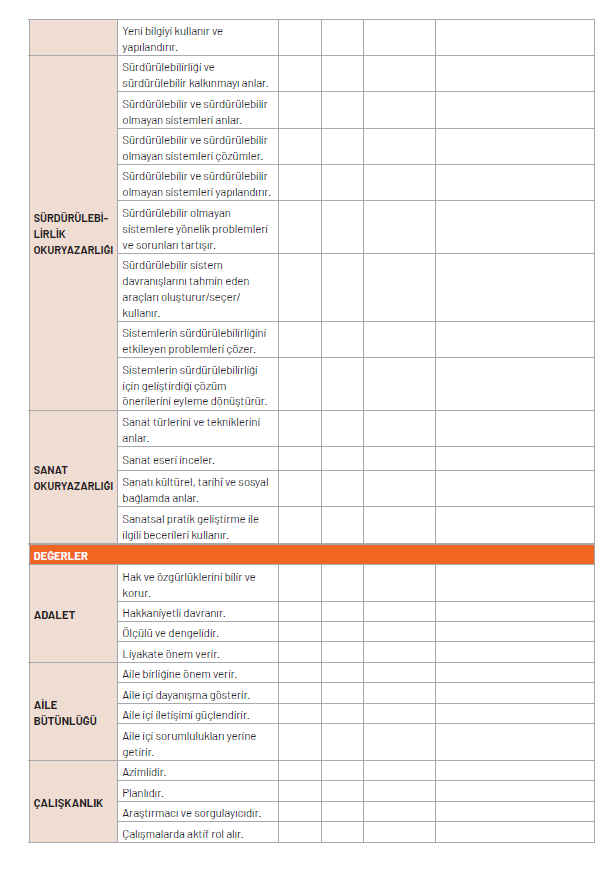 Yeni bilgiyi kullanır ve
yapılandırır.
SÜRDÜRÜLEBİ-
LİRLİK
OKURYAZARLIĞI
Sürdürülebilirliği ve
sürdürülebilir kalkınmayı anlar.
Sürdürülebilir ve sürdürülebilir
olmayan sistemleri anlar.
Sürdürülebilir ve sürdürülebilir
olmayan sistemleri çözümler.
Sürdürülebilir ve sürdürülebilir
olmayan sistemleri yapılandırır.
Sürdürülebilir olmayan
sistemlere yönelik problemleri
ve sorunları tartışır.
Sürdürülebilir sistem
davranışlarını tahmin eden
araçları oluşturur/seçer/
kullanır.
Sistemlerin sürdürülebilirliğini
etkileyen problemleri çözer.
Sistemlerin sürdürülebilirliği
için geliştirdiği çözüm
önerilerini eyleme dönüştürür.
SANAT
OKURYAZARLIĞI
Sanat türlerini ve tekniklerini
anlar.
Sanat eseri inceler.
Sanatı kültürel, tarihî ve sosyal
bağlamda anlar.
Sanatsal pratik geliştirme ile
ilgili becerileri kullanır.
DEĞERLER
ADALET
Hak ve özgürlüklerini bilir ve
korur.
Hakkaniyetli davranır.
Ölçülü ve dengelidir.
Liyakate önem verir.
AİLE
BÜTÜNLÜĞÜ
Aile birliğine önem verir.
Aile içi dayanışma gösterir.
Aile içi iletişimi güçlendirir.
Aile içi sorumlulukları yerine
getirir.
ÇALIŞKANLIK
Azimlidir.
Planlıdır.
Araştırmacı ve sorgulayıcıdır.
Çalışmalarda aktif rol alır.